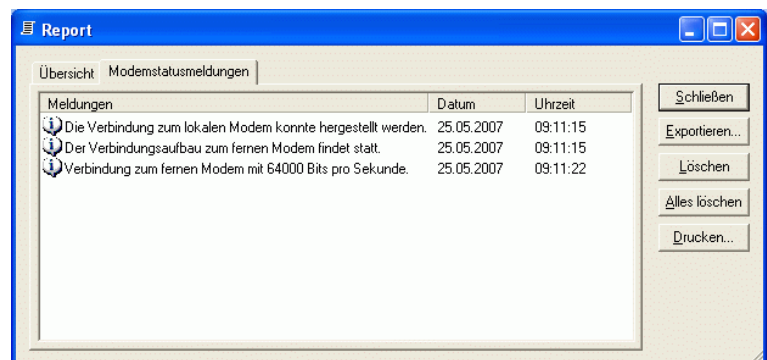 Report
Übersicht Modemstatusmeldungen
Meldungen Datum Uhrzeit
Die Verbindung zum lokalen Modem konnte hergestellt werden. 25.05.2007 09:11:15
Der Verbindungsaufbau zum fernen Modem findet statt. 25.05.2007 09:11:15
Verbindung zum fernen Modem mit 64000 Bits pro Sekunde. 25.05.2007 09:11:22
Schließen
Exportieren...
Löschen
Alles löschen
Drucken...